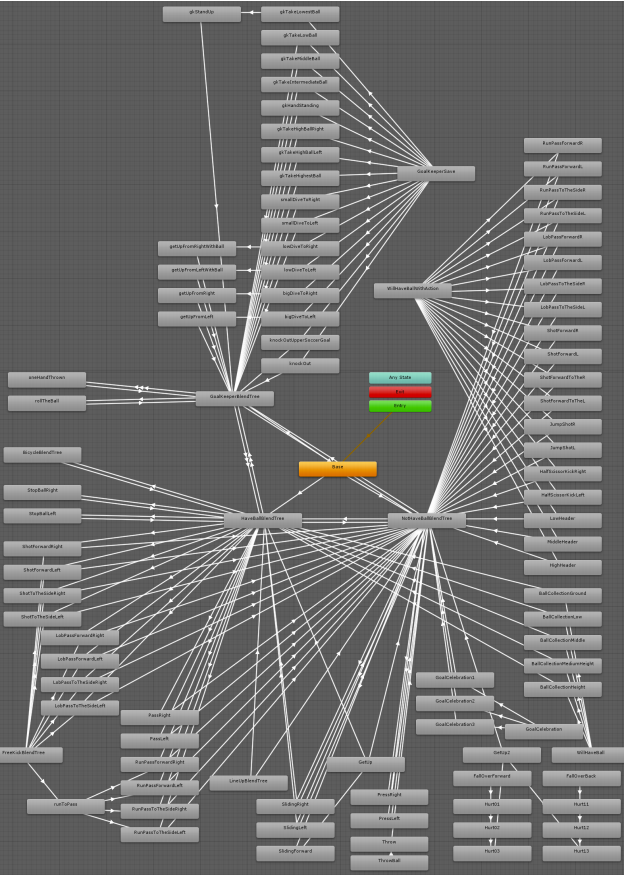 gkStandUp
gkTakeLowestBall
gkTakeLowBall
gkTakeMiddleBall
gkTakeIntermediateBall
gkHandStanding
gkTakeHighBallRight
gkTakeHighBallLeft
gkTakeHighestBall
GoalKeeperSave
smallDiveToRight
smallDiveToLeft
lowDiveToRight
lowDiveToLeft
bigDiveToRight
bigDiveToLeft
knockOutUpperSoccerGoal
knockOut
getUpFromRightWithBall
getUpFromLeftWithBall
getUpFromRight
getUpFromLeft
RunPassForwardR
RunPassForwardL
RunPassToTheSideR
RunPassToTheSideL
LobPassForwardR
LobPassForwardL
LobPassToTheSideR
LobPassToTheSideL
ShotForwardR
ShotForwardL
ShotForwardToTheR
ShotForwardToTheL
JumpShotR
JumpShotL
HalfScissorKickRight
HalfScissorKickLeft
LowHeader
MiddleHeader
HighHeader
WillHaveBallWithAction
oneHandThrown
rollTheBall
GoalKeeperBlendTree
Any State
Exit
Entry
Base
BicycleBlendTree
StopBallRight
StopBallLeft
HaveBallBlendTree
NotHaveBallBlendTree
ShotForwardRight
ShotForwardLeft
ShotToTheSideRight
ShotToTheSideLeft
LobPassForwardRight
LobPassForwardLeft
LobPassToTheSideRight
LobPassToTheSideLeft
BallCollectionGround
BallCollectionLow
BallCollectionMiddle
BallCollectionMediumHeight
BallCollectionHeight
GoalCelebration1
GoalCelebration2
GoalCelebration3
GoalCelebration
PassRight
PassLeft
RunPassForwardRight
RunPassForwardLeft
RunPassToTheSideRight
RunPassToTheSideLeft
FreeKickBlendTree
runToPass
LineUpBlendTree
GetUp
GetUp2
WillHaveBall
SlidingRight
SlidingLeft
SlidingForward
PressRight
PressLeft
Throw
ThrowBall
FallOverForward
Hurt01
Hurt02
Hurt03
FallOverBack
Hurt11
Hurt12
Hurt13